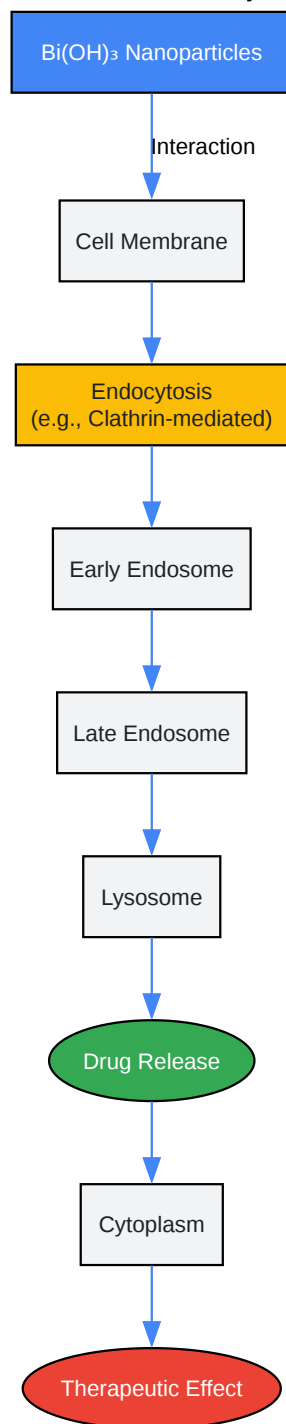 Bi(OH)₃ Nanoparticles
Interaction
Cell Membrane
Endocytosis
(e.g., Clathrin-mediated)
Early Endosome
Late Endosome
Lysosome
Drug Release
Cytoplasm
Therapeutic Effect